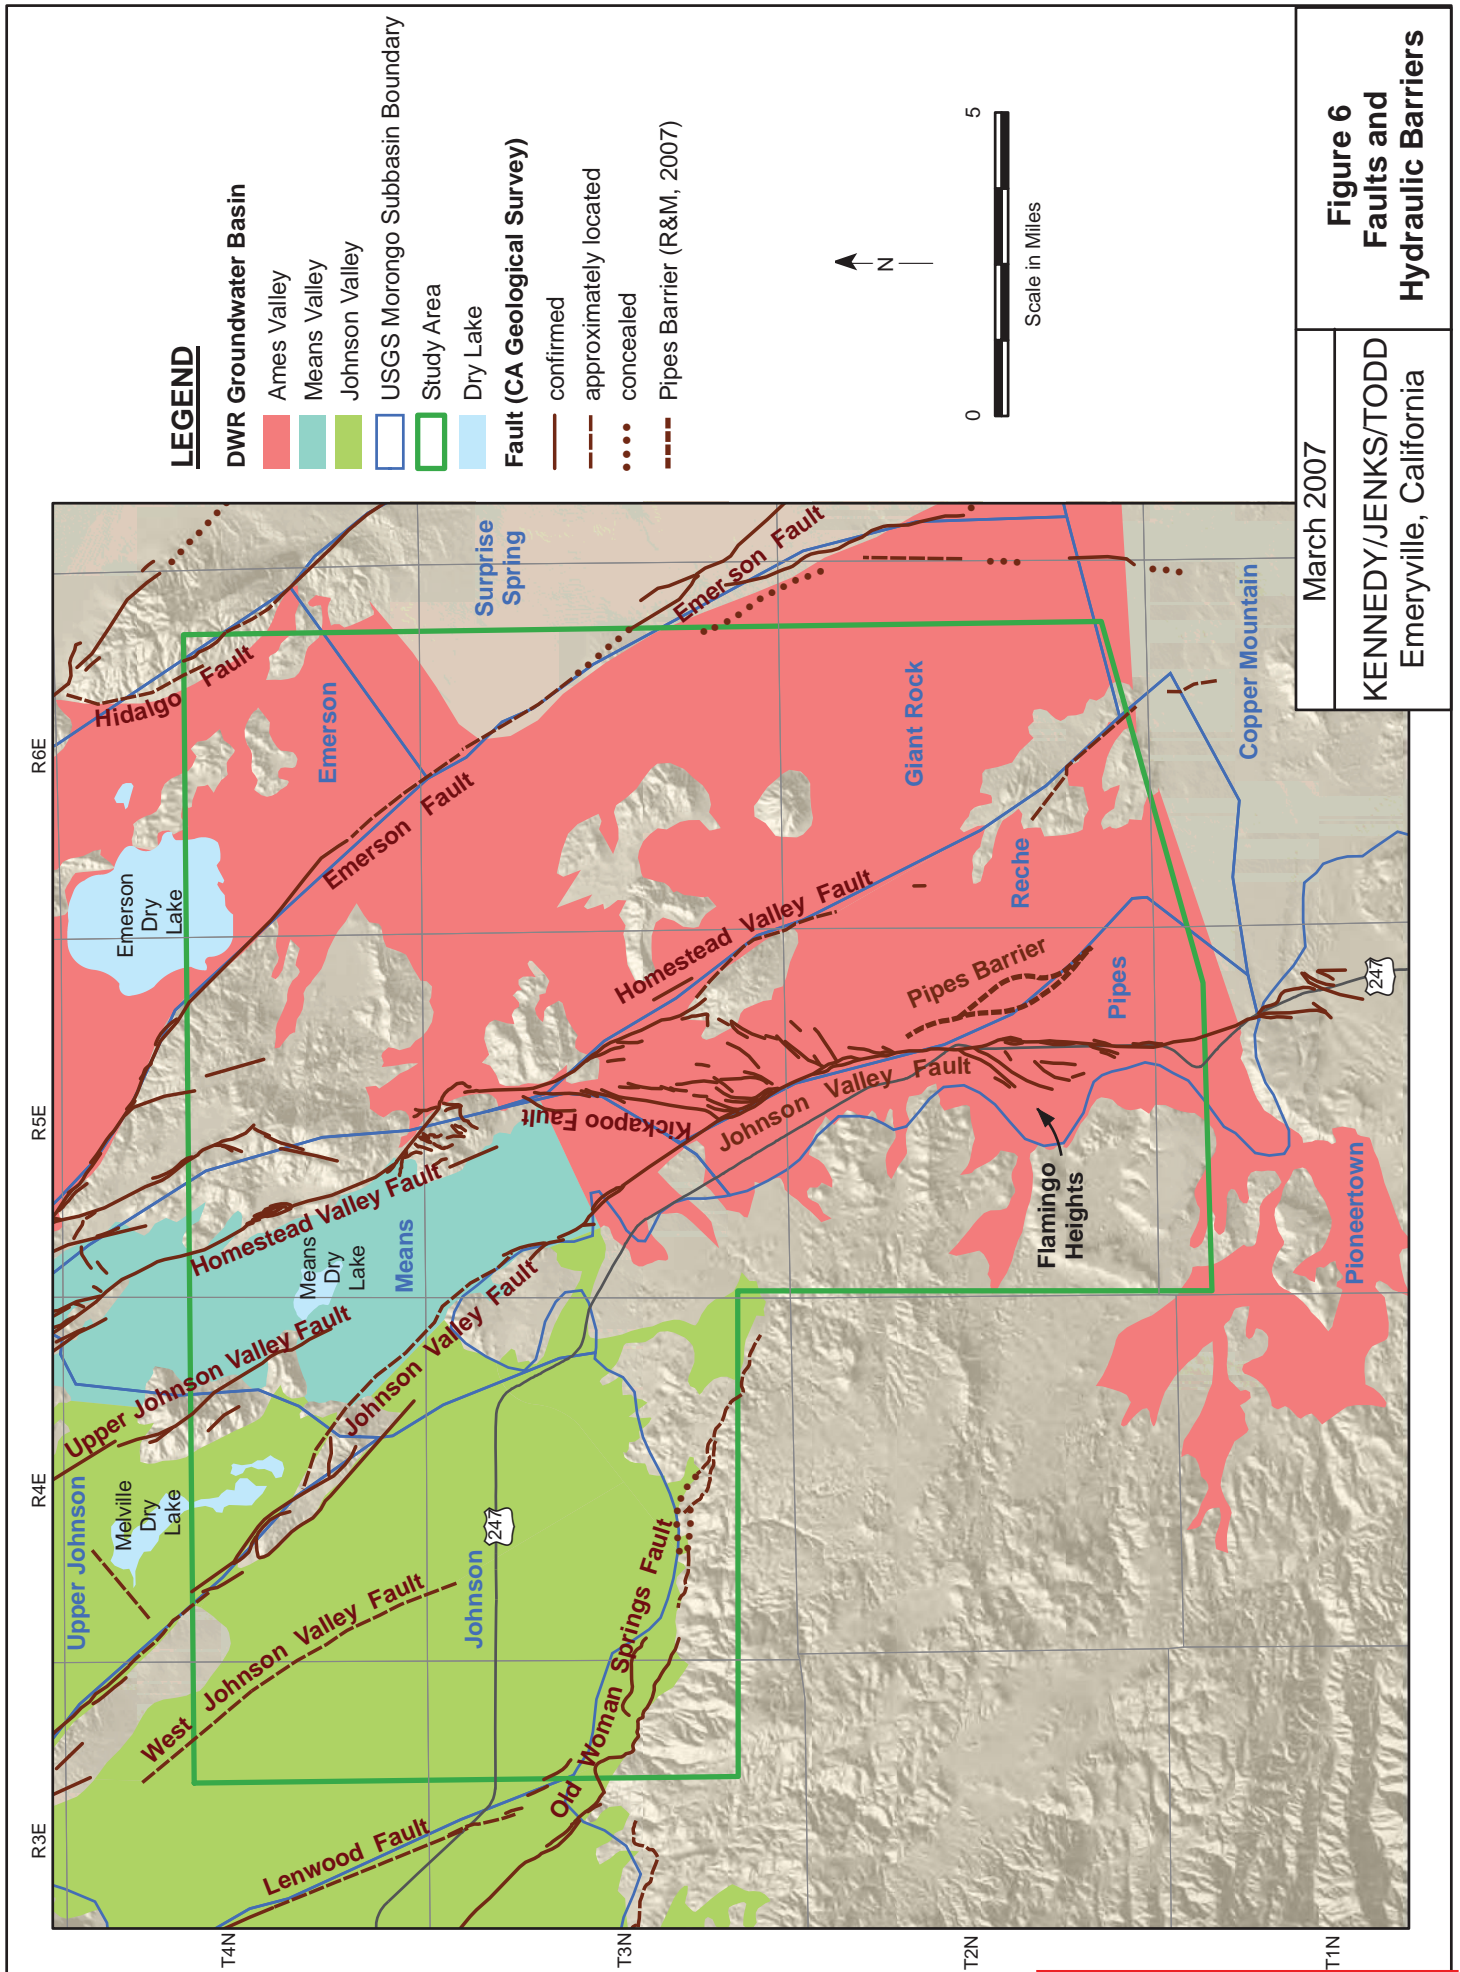 R3E
R4E
R5E
R6E
T4N
T3N
T2N
T1N
Upper Johnson
Upper Johnson Valley Fault
Melville
Dry
Lake
Emerson
Dry
Lake
Hidalgo Fault
West Johnson Valley Fault
Homestead Valley Fault
Means
Dry
Lake
Means
Johnson Valley Fault
Emerson
Emerson Fault
Lenwood Fault
Johnson
247
Surprise
Spring
Kickapoo Fault
Old Woman Springs Fault
Homestead Valley Fault
Emerson Fault
Johnson Valley Fault
Giant Rock
Pipes Barrier
Reche
Flamingo
Heights
Pipes
Copper Mountain
Pioneertown
247
LEGEND
DWR Groundwater Basin
Ames Valley
Means Valley
Johnson Valley
USGS Morongo Subbasin Boundary
Study Area
Dry Lake
Fault (CA Geological Survey)
confirmed
approximately located
concealed
Pipes Barrier (R&M, 2007)
N
0
5
Scale in Miles
March 2007
KENNEDY/JENKS/TODD
Emeryville, California
Figure 6
Faults and
Hydraulic Barriers